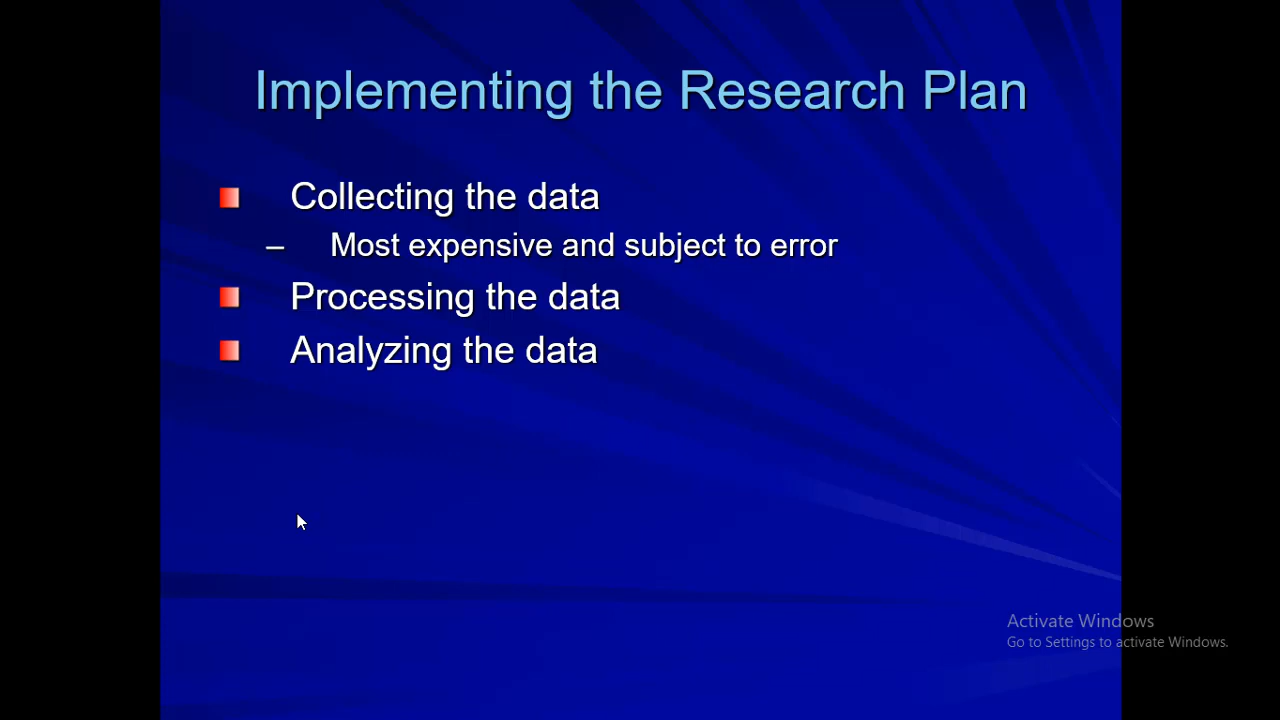 Implementing the Research Plan
Collecting the data
– Most expensive and subject to error
Processing the data
Analyzing the data
Activate Windows
Go to Settings to activate Windows.